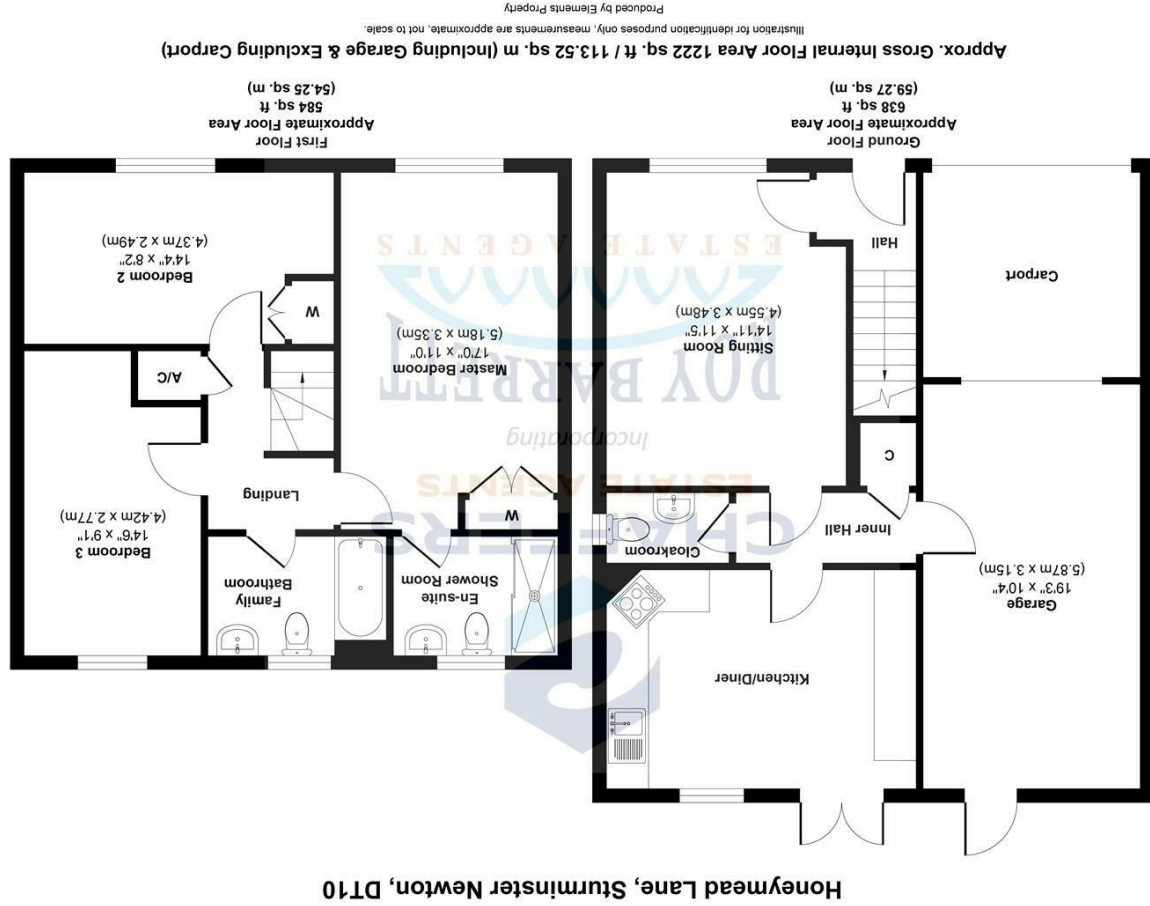 Honeymead Lane, Sturminster Newton, DT10
Garage
19'3" x 10'4"
(5.87m x 3.15m)
Carport
Kitchen/Diner
Inner Hall
C
Cloakroom
Sitting Room
14'11" x 11'5"
(4.55m x 3.48m)
Hall
Ground Floor
Approximate Floor Area
638 sq. ft
(59.27 sq. m)
En-suite
Shower Room
Family
Bathroom
Landing
W
Master Bedroom
17'0" x 11'0"
(5.18m x 3.35m)
Bedroom 3
14'6" x 9'1"
(4.42m x 2.77m)
A/C
W
Bedroom 2
14'4" x 8'2"
(4.37m x 2.49m)
First Floor
Approximate Floor Area
584 sq. ft
(54.25 sq. m)
CHAFFERS
ESTATE AGENTS
Incorporating
ROY BARRETT
ESTATE AGENTS
Approx. Gross Internal Floor Area 1222 sq. ft / 113.52 sq. m (Including Garage & Excluding Carport)
Illustration for identification purposes only, measurements are approximate, not to scale.
Produced by Elements Property